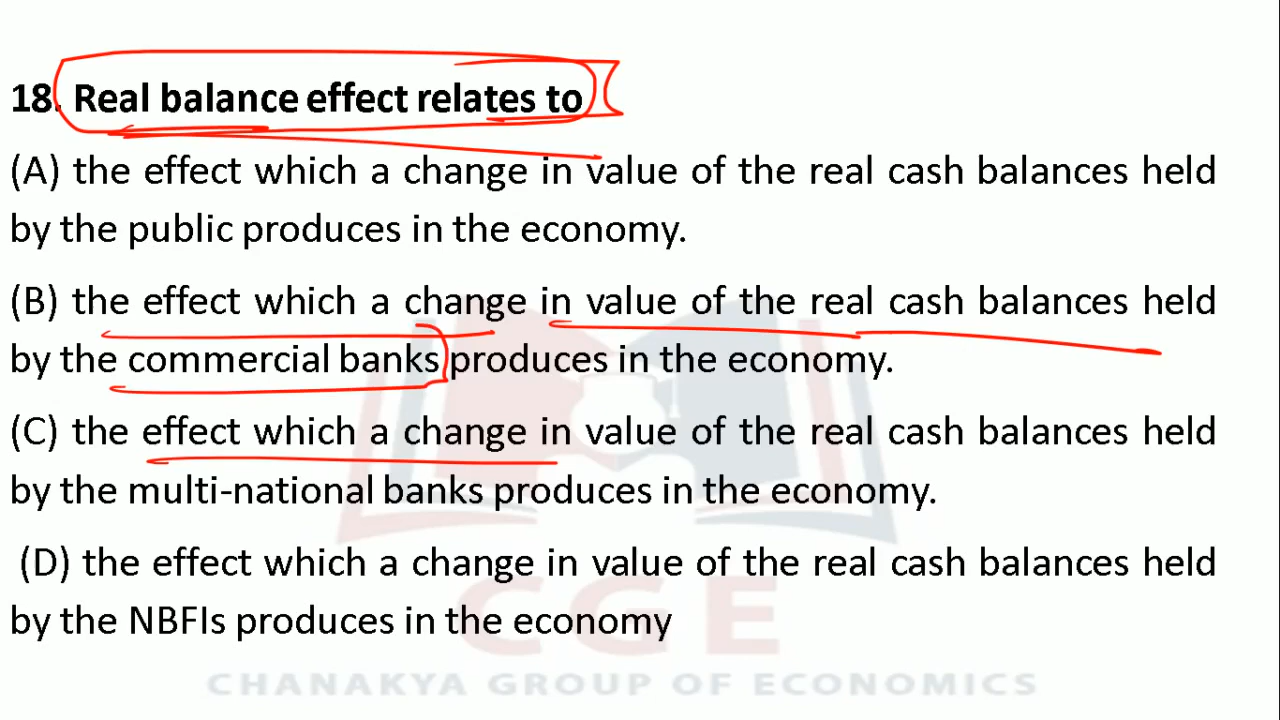 18. Real balance effect relates to
(A) the effect which a change in value of the real cash balances held
by the public produces in the economy.
(B) the effect which a change in value of the real cash balances held
by the commercial banks produces in the economy.
(C) the effect which a change in value of the real cash balances held
by the multi-national banks produces in the economy.
(D) the effect which a change in value of the real cash balances held
by the NBFIs produces in the economy
CGE
CHANAKYA GROUP OF ECONOMICS